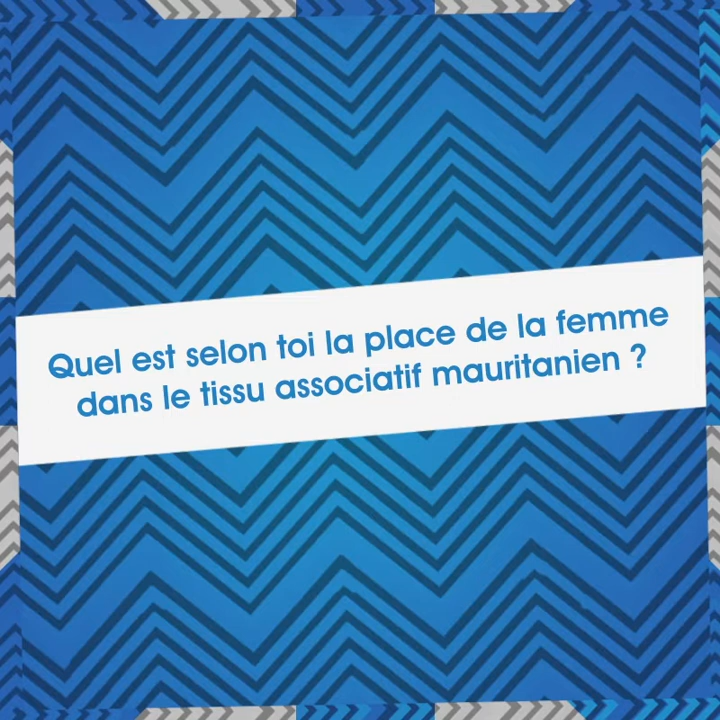 Quel est selon toi la place de la femme
dans le tissu associatif mauritanien ?